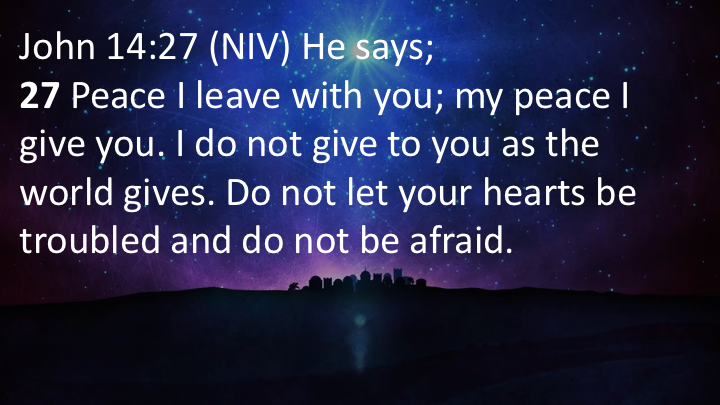 John 14:27 (NIV) He says;
27 Peace I leave with you; my peace I
give you. I do not give to you as the
world gives. Do not let your hearts be
troubled and do not be afraid.